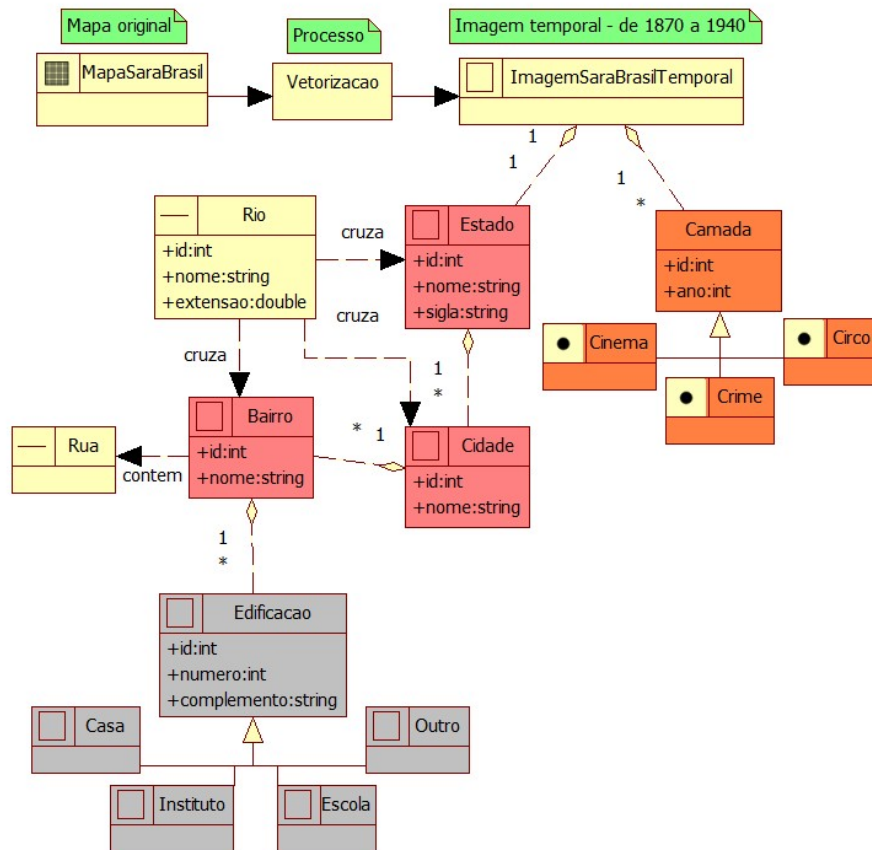 Mapa original
Processo
Imagem temporal - de 1870 a 1940
MapaSaraBrasil
Vetorizacao
ImagemSaraBrasilTemporal
1
1
1
*
Rio
+id:int
+nome:string
+extensao:double
cruza
Estado
+id:int
+nome:string
+sigla:string
Camada
+id:int
+ano:int
Cinema
Circo
Crime
cruza
cruza
1
*
Bairro
+id:int
+nome:string
* 1
Cidade
+id:int
+nome:string
Rua
contem
1
*
Edificacao
+id:int
+numero:int
+complemento:string
Casa
Outro
Instituto
Escola